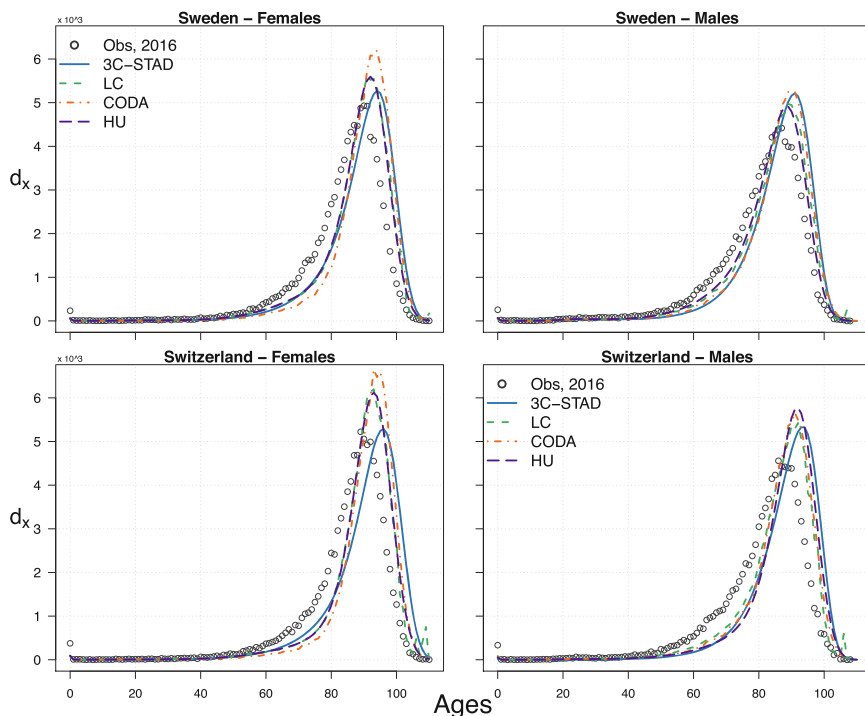 Sweden – Females
Sweden – Males
x 10^3
Obs, 2016
3C−STAD
LC
CODA
HU
6
5
4
3
2
1
0
dx
Switzerland – Females
Switzerland – Males
x 10^3
Obs, 2016
3C−STAD
LC
CODA
HU
6
5
4
3
2
1
0
dx
0 20 40 60 80 100
0 20 40 60 80 100
Ages